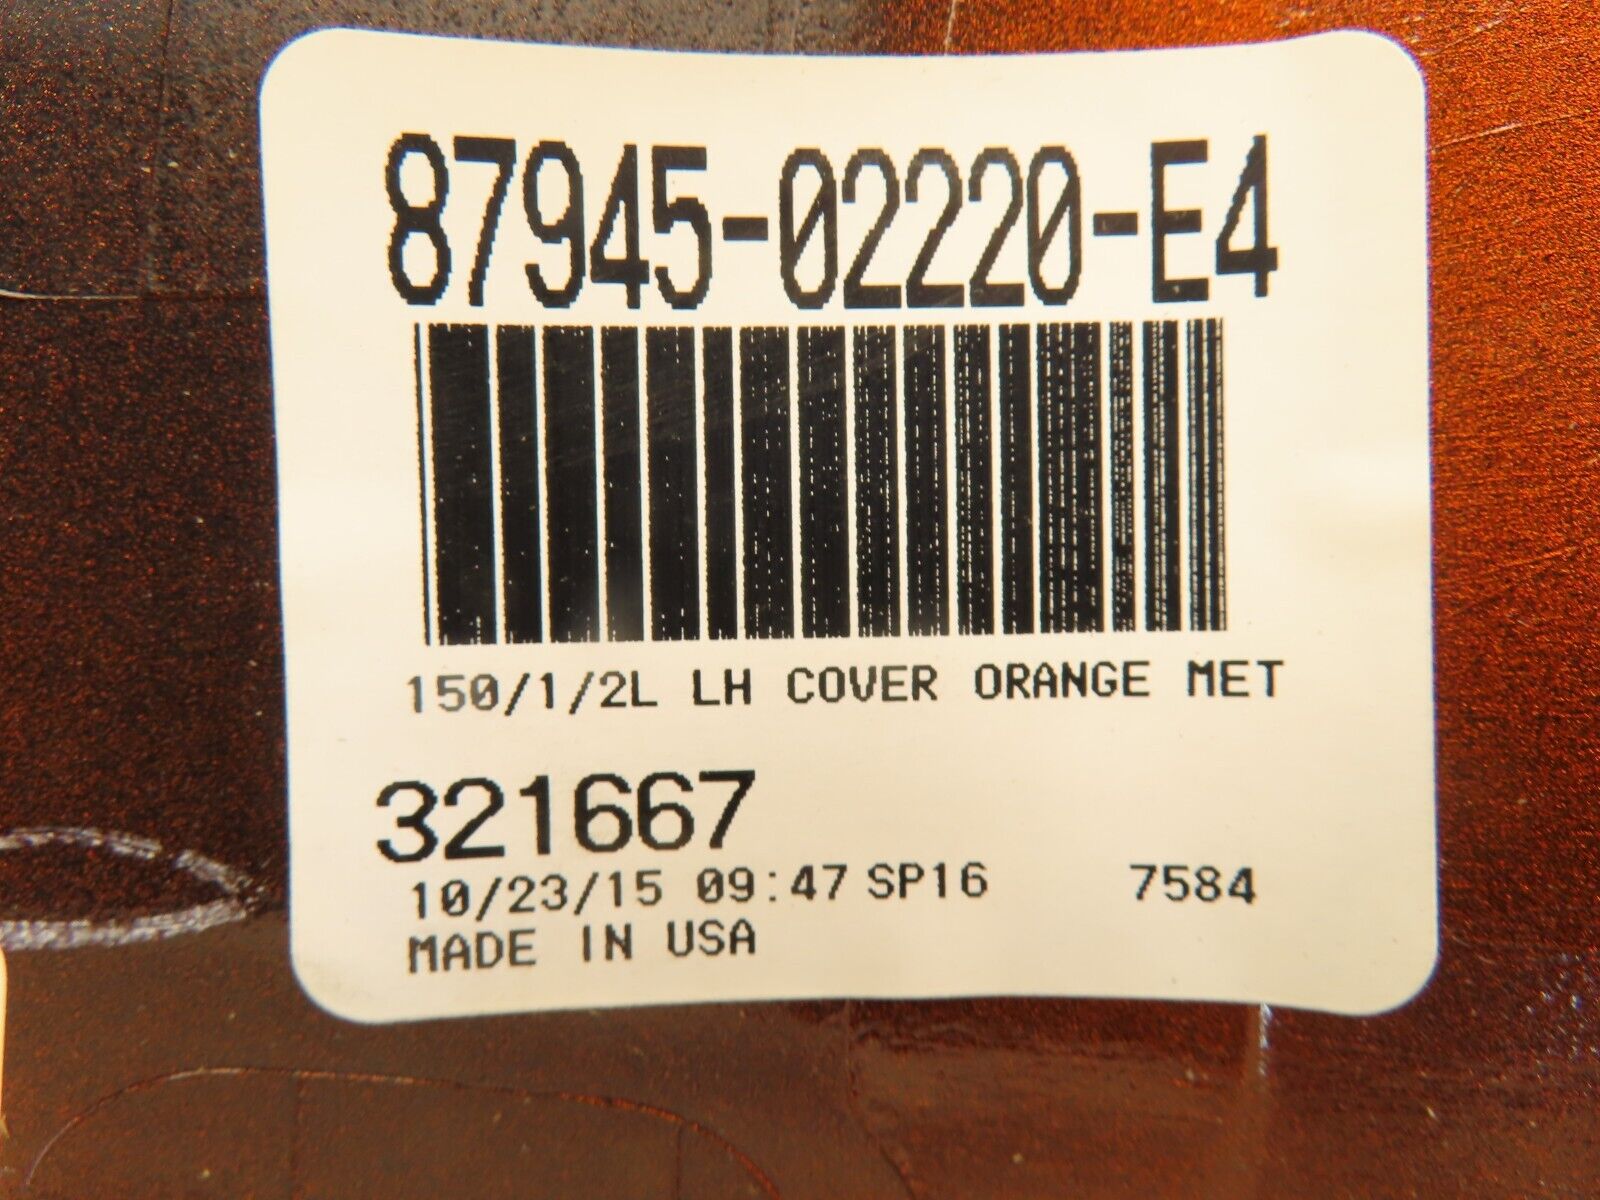 87945-02220-E4
150/1/2L LH COVER ORANGE MET
321667
10/23/15 09:47 SP16 7584
MADE IN USA